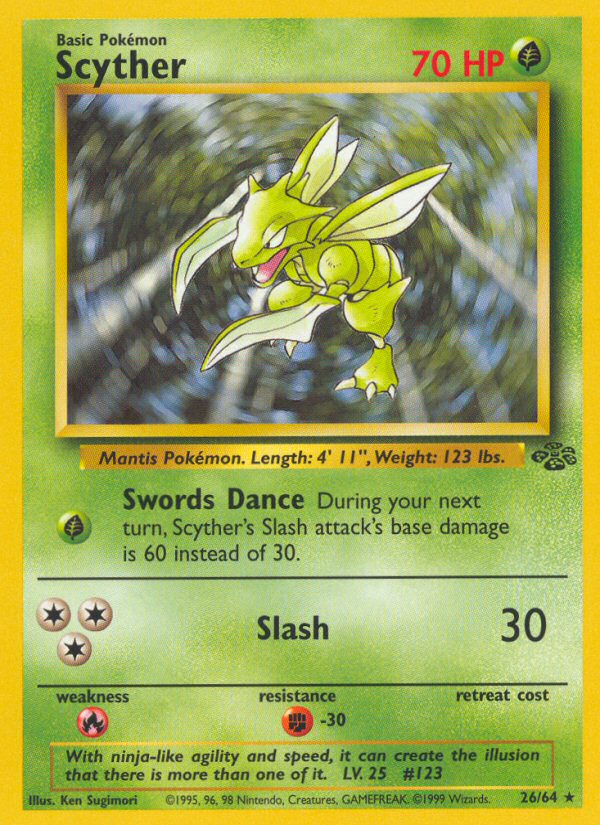 Basic Pokémon
Scyther 70 HP
Mantis Pokémon. Length: 4' 11", Weight: 123 lbs.
Swords Dance During your next
turn, Scyther's Slash attack's base damage
is 60 instead of 30.
Slash 30
weakness resistance retreat cost
-30
With ninja-like agility and speed, it can create the illusion
that there is more than one of it. LV. 25 #123
Illus. Ken Sugimori ©1995, 96, 98 Nintendo, Creatures, GAMEFREAK. ©1999 Wizards. 26/64 ★